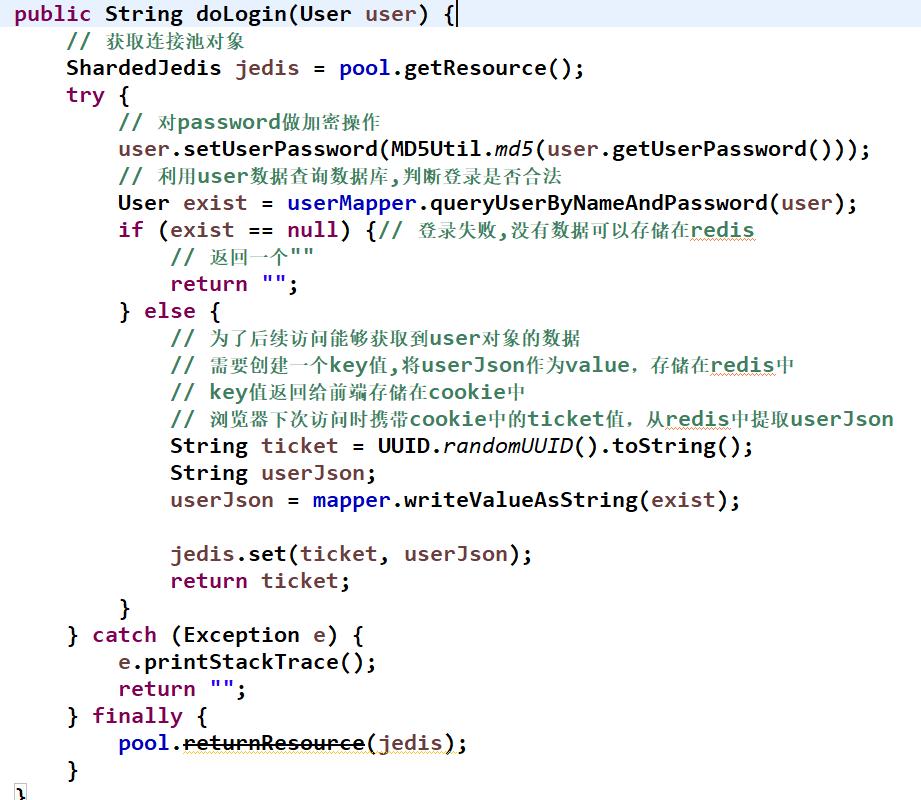 public String doLogin(User user) {
// 获取连接池对象
ShardedJedis jedis = pool.getResource();
try {
// 对password做加密操作
user.setUserPassword(MD5Util.md5(user.getUserPassword()));
// 利用user数据查询数据库,判断登录是否合法
User exist = userMapper.queryUserByNameAndPassword(user);
if (exist == null) {// 登录失败,没有数据可以存储在redis
// 返回一个""
return "";
} else {
// 为了后续访问能够获取到user对象的数据
// 需要创建一个key值,将userJson作为value，存储在redis中
// key值返回给前端存储在cookie中
// 浏览器下次访问时携带cookie中的ticket值，从redis中提取userJson
String ticket = UUID.randomUUID().toString();
String userJson;
userJson = mapper.writeValueAsString(exist);
jedis.set(ticket, userJson);
return ticket;
}
} catch (Exception e) {
e.printStackTrace();
return "";
} finally {
pool.returnResource(jedis);
}
}